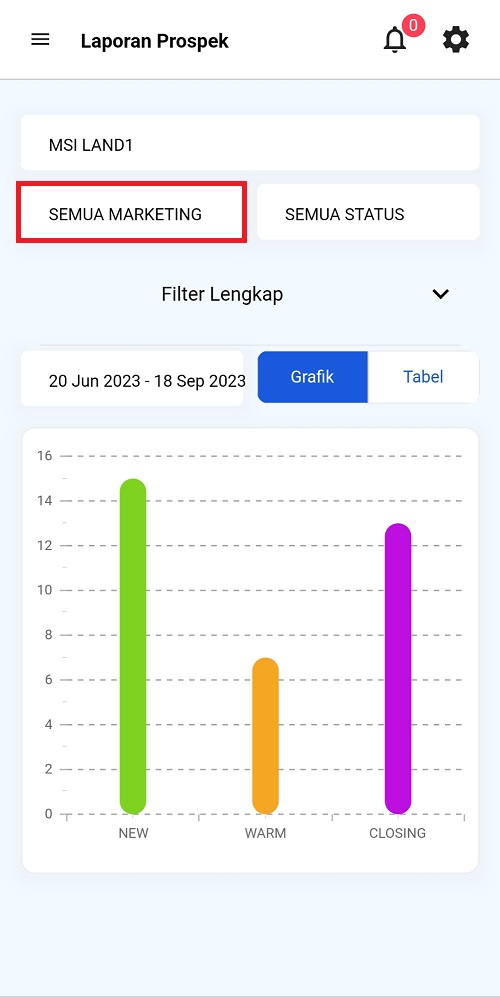 Laporan Prospek
0
MSI LAND1
SEMUA MARKETING
SEMUA STATUS
Filter Lengkap
20 Jun 2023 - 18 Sep 2023
Grafik
Tabel
16
14
12
10
8
6
4
2
0
NEW WARM CLOSING